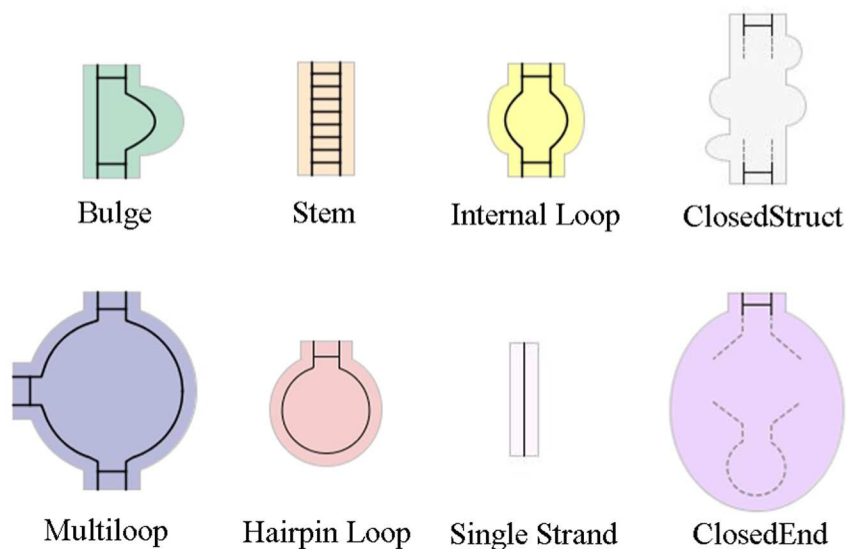 Bulge
Stem
Internal Loop
ClosedStruct
Multiloop
Hairpin Loop
Single Strand
ClosedEnd